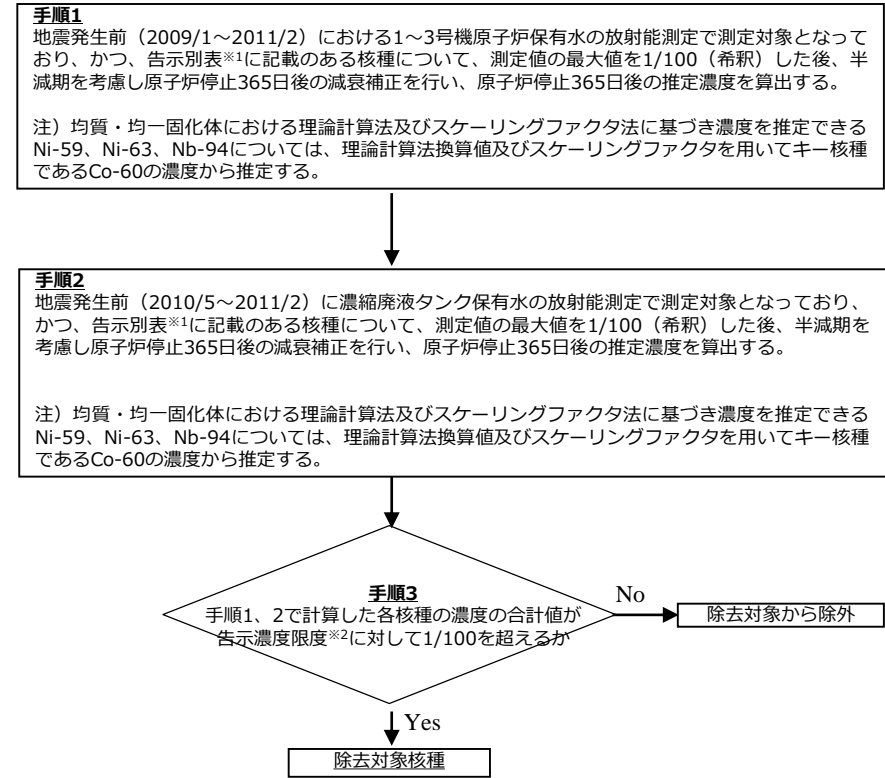 手順1
地震発生前（2009/1～2011/2）における1～3号機原子炉保有水の放射能測定で測定対象となって
おり、かつ、告示別表※1に記載のある核種について、測定値の最大値を1/100（希釈）した後、半
減期を考慮し原子炉停止365日後の減衰補正を行い、原子炉停止365日後の推定濃度を算出する。
注）均質・均一固化体における理論計算法及びスケーリングファクタ法に基づき濃度を推定できる
Ni-59、Ni-63、Nb-94については、理論計算法換算値及びスケーリングファクタを用いてキー核種
であるCo-60の濃度から推定する。
手順2
地震発生前（2010/5～2011/2）に濃縮廃液タンク保有水の放射能測定で測定対象となっており、
かつ、告示別表※1に記載のある核種について、測定値の最大値を1/100（希釈）した後、半減期を
考慮し原子炉停止365日後の減衰補正を行い、原子炉停止365日後の推定濃度を算出する。
注）均質・均一固化体における理論計算法及びスケーリングファクタ法に基づき濃度を推定できる
Ni-59、Ni-63、Nb-94については、理論計算法換算値及びスケーリングファクタを用いてキー核種
であるCo-60の濃度から推定する。
手順3
手順1、2で計算した各核種の濃度の合計値が
告示濃度限度※2に対して1/100を超えるか
No
除去対象から除外
Yes
除去対象核種